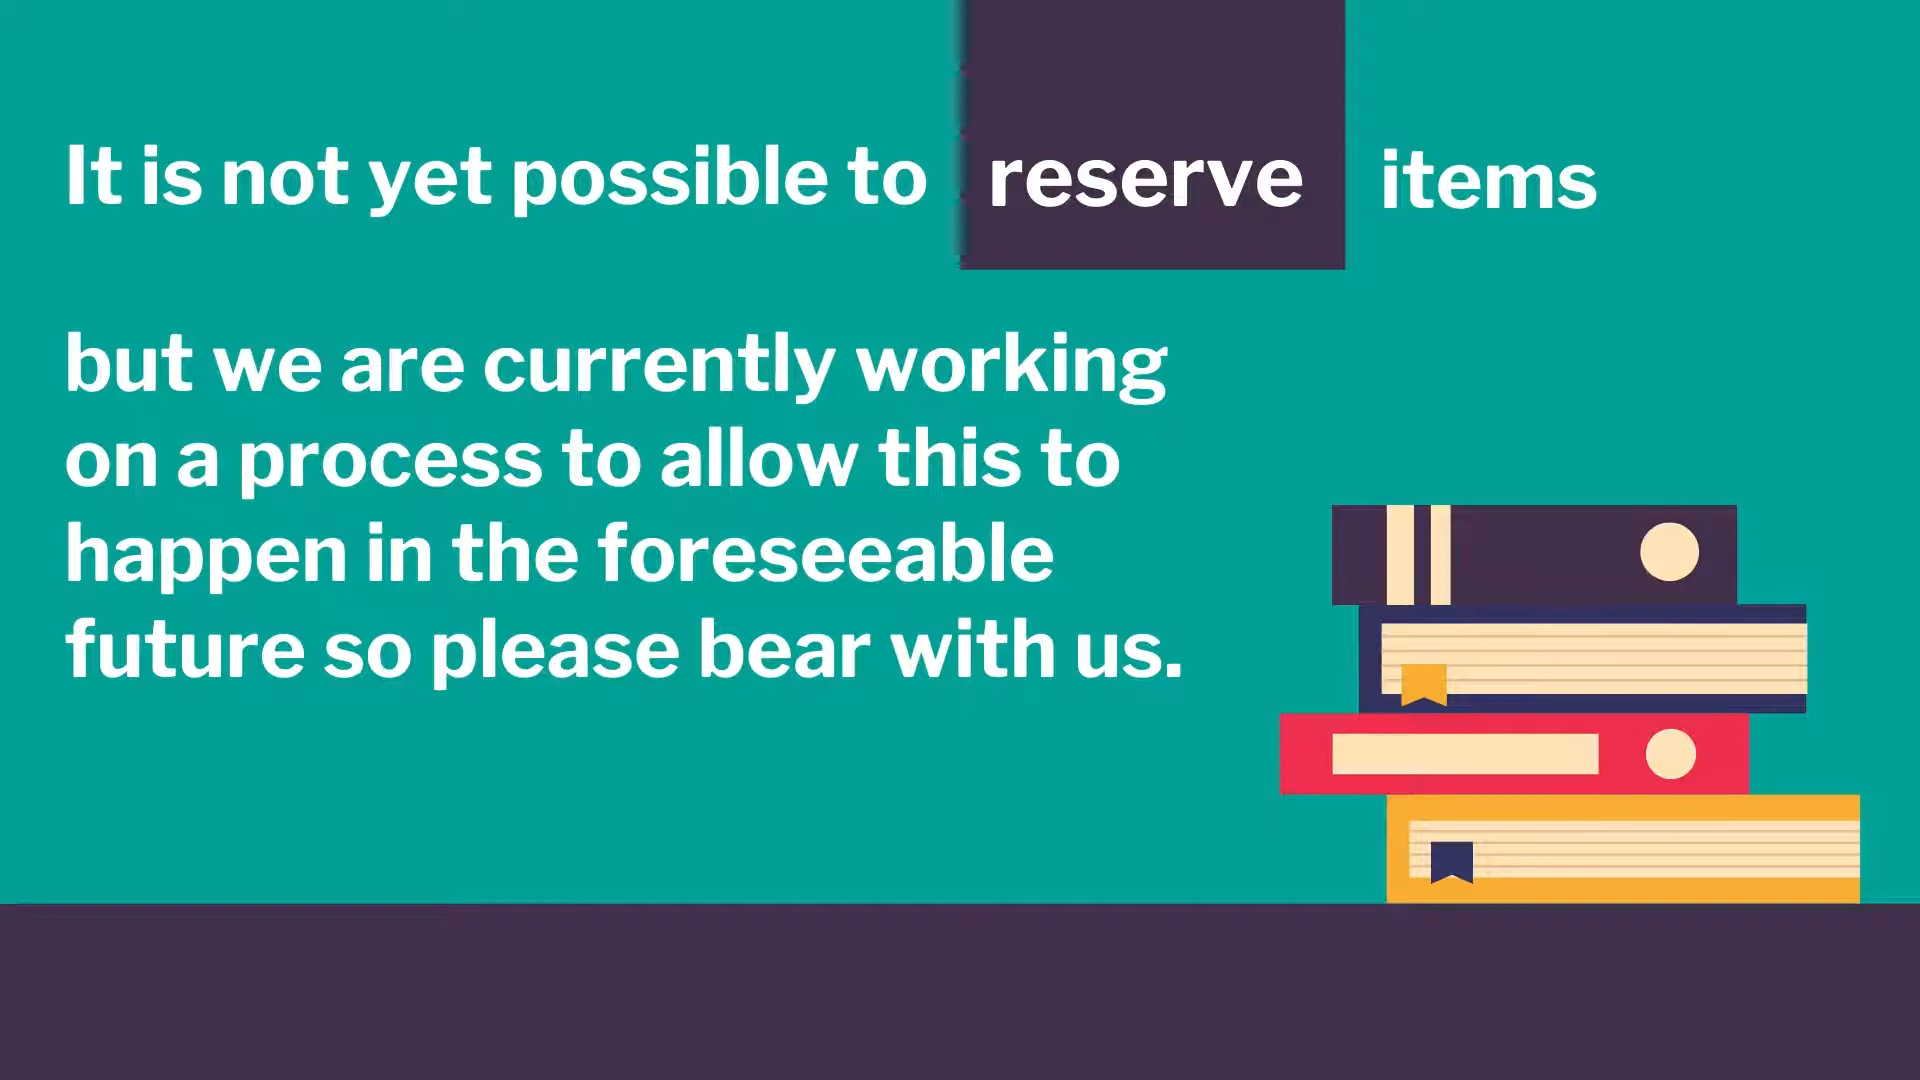 It is not yet possible to reserve items
but we are currently working
on a process to allow this to
happen in the foreseeable
future so please bear with us.